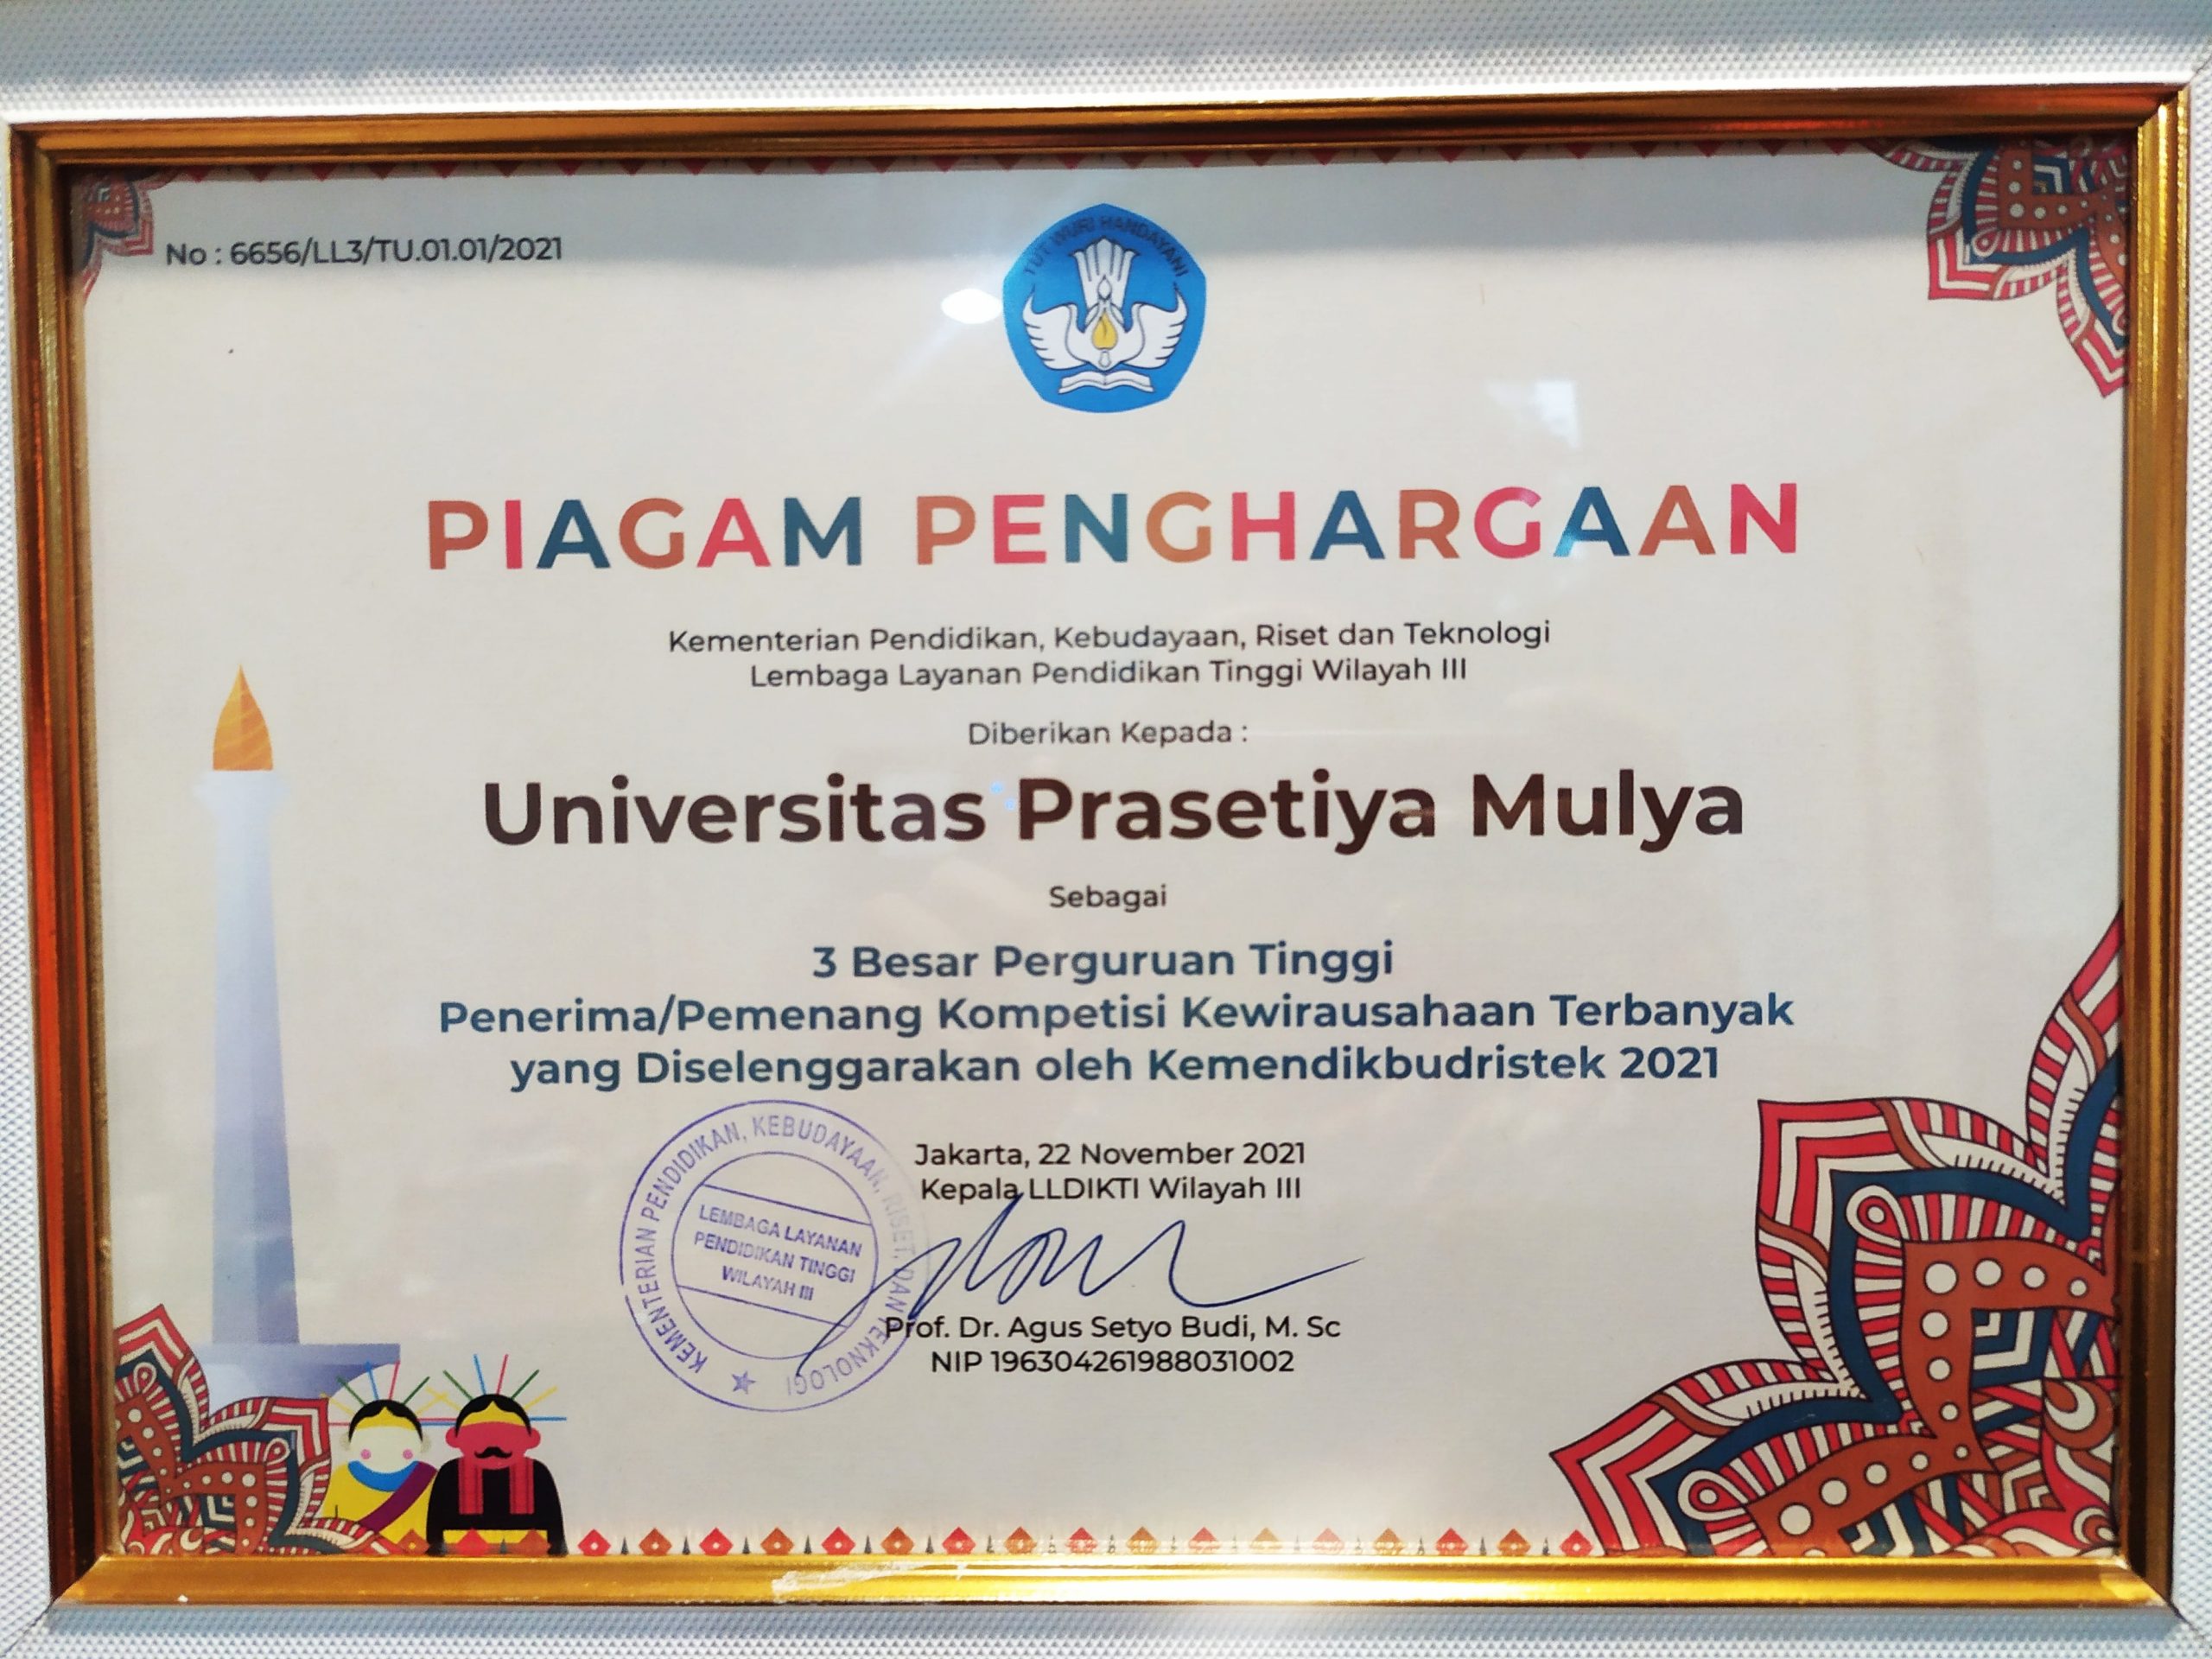 No : 6656/LL3/TU.01.01/2021
TUT WURI HANDAYANI
PIAGAM PENGHARGAAN
Kementerian Pendidikan, Kebudayaan, Riset dan Teknologi
Lembaga Layanan Pendidikan Tinggi Wilayah III
Diberikan Kepada :
Universitas Prasetiya Mulya
Sebagai
3 Besar Perguruan Tinggi
Penerima/Pemenang Kompetisi Kewirausahaan Terbanyak
yang Diselenggarakan oleh Kemendikbudristek 2021
Jakarta, 22 November 2021
Kepala LLDIKTI Wilayah III
KEMENTERIAN PENDIDIKAN, KEBUDAYAAN, RISET, DAN TEKNOLOGI
LEMBAGA LAYANAN
PENDIDIKAN TINGGI
WILAYAH III
Prof. Dr. Agus Setyo Budi, M. Sc
NIP 196304261988031002